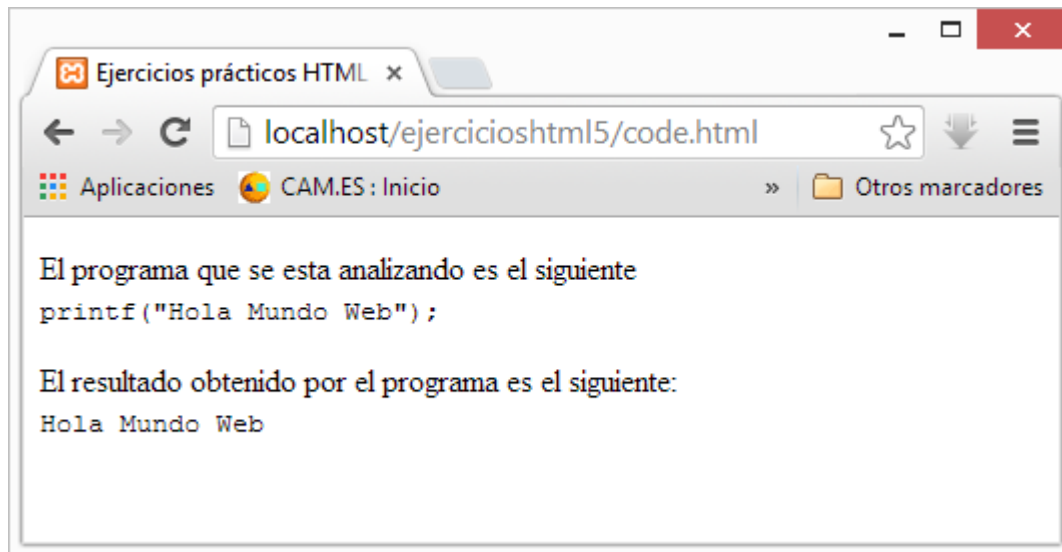 Ejercicios prácticos HTML
localhost/ejercicioshtml5/code.html
Aplicaciones CAM.ES : Inicio » Otros marcadores
El programa que se esta analizando es el siguiente
printf("Hola Mundo Web");
El resultado obtenido por el programa es el siguiente:
Hola Mundo Web